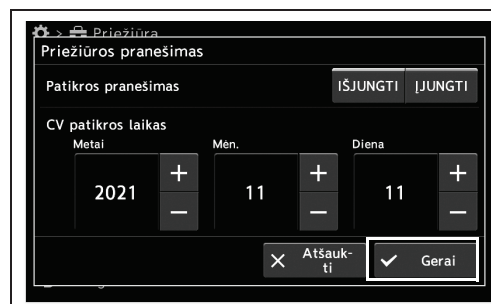 > Priežiūra
Priežiūros pranešimas
Patikros pranešimas IŠJUNGTI ĮJUNGTI
CV patikros laikas
Metai Mėn. Diena
2021 + − 11 + − 11 + −
Atšauk-
ti
Gerai